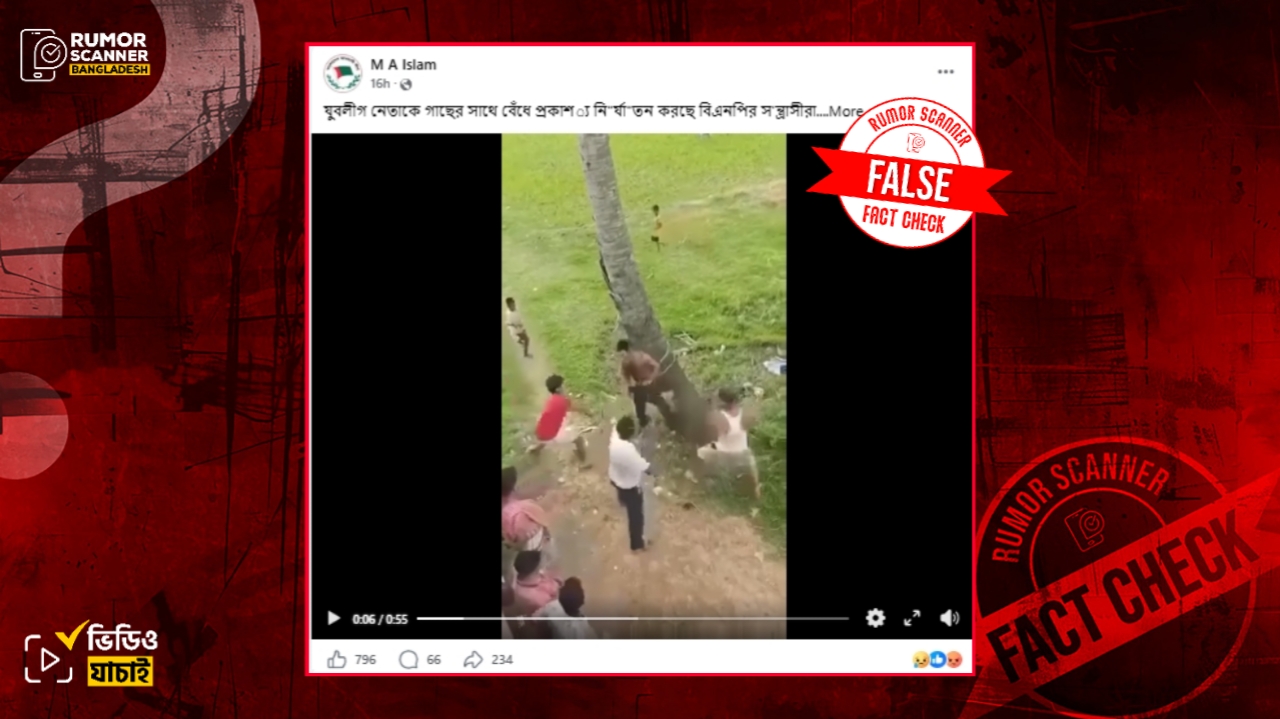 RUMOR
SCANNER
BANGLADESH
M A Islam
16h
যুবলীগ নেতাকে গাছের সাথে বেঁধে প্রকাশ্যে নি"র্যা"তন করছে বিএনপির স'ন্ত্রাসীরা....More
RUMOR SCANNER
FALSE
FACT CHECK
0:06 / 0:55
796
66
234
ভিডিও
যাচাই
RUMOR SCANNER
FACT CHECK